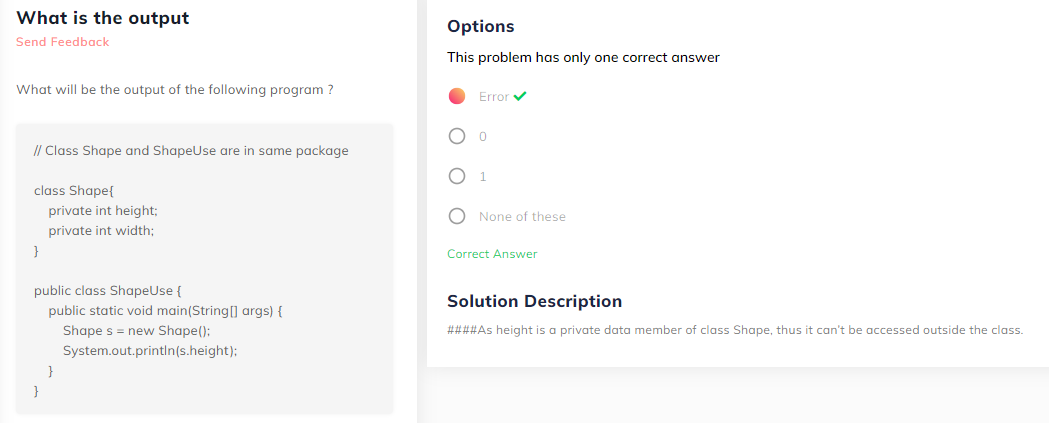 What is the output
Send Feedback
What will be the output of the following program ?
// Class Shape and ShapeUse are in same package
class Shape{
private int height;
private int width;
}
public class ShapeUse {
public static void main(String[] args) {
Shape s = new Shape();
System.out.println(s.height);
}
}
Options
This problem has only one correct answer
Error
0
1
None of these
Correct Answer
Solution Description
####As height is a private data member of class Shape, thus it can't be accessed outside the class.